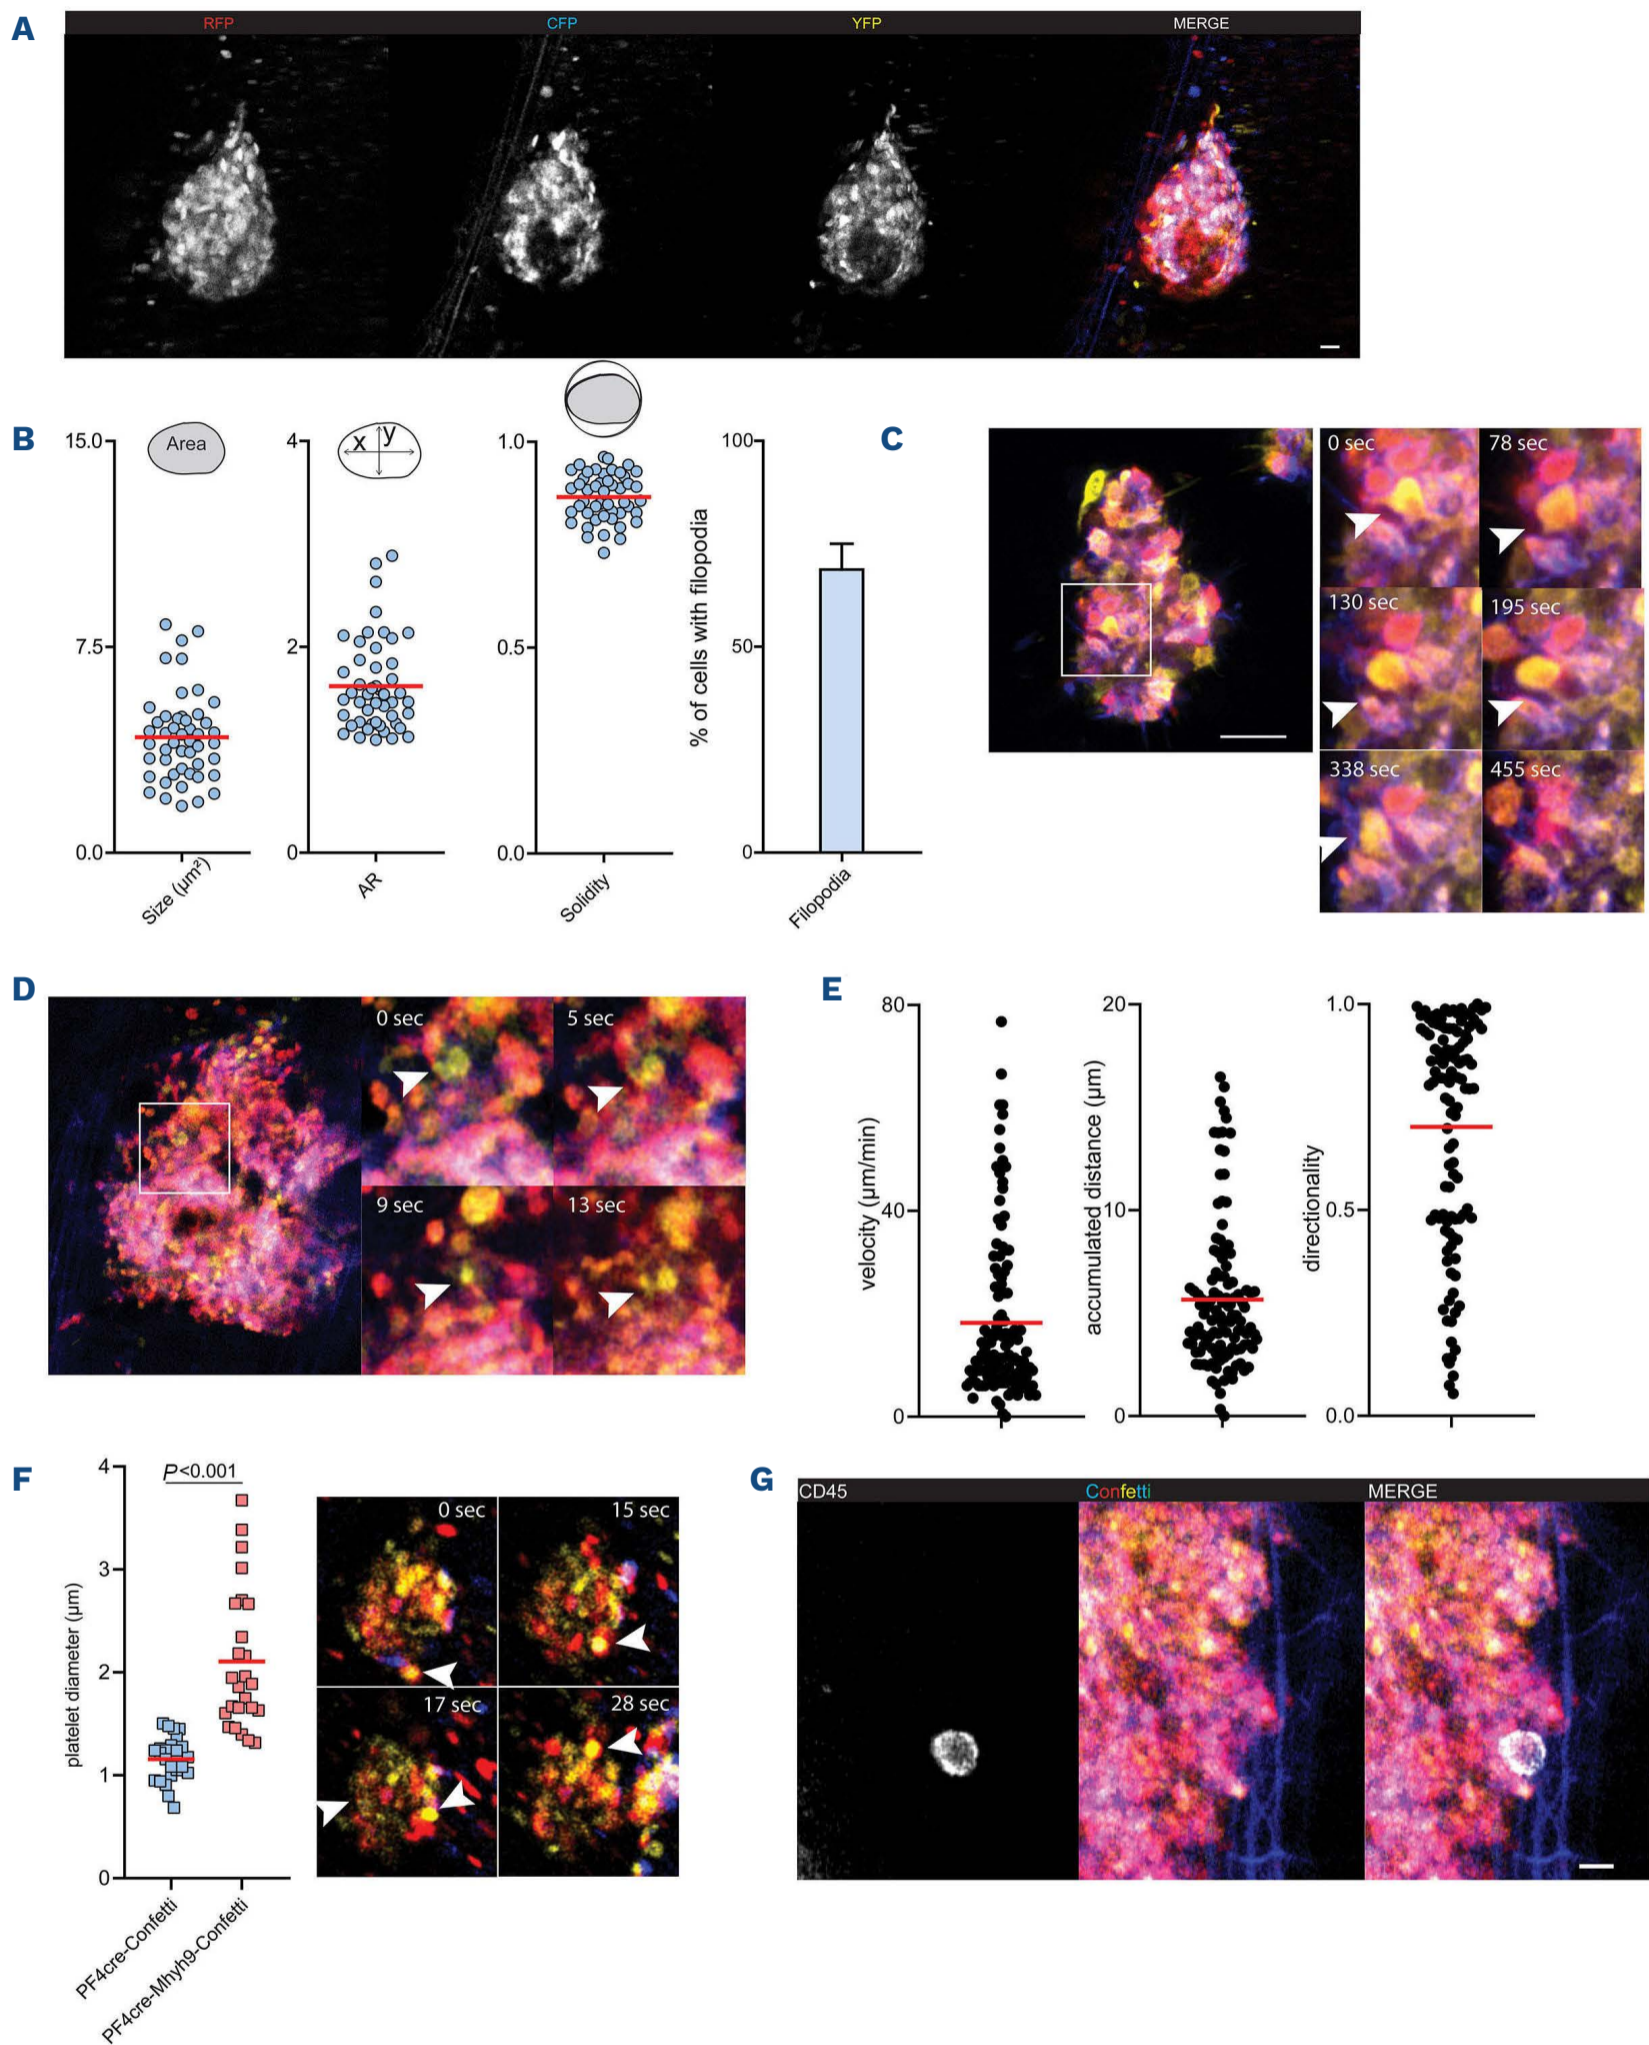 A
RFP CFP YFP MERGE
B
15.0
7.5
0.0
Area
Size (µm²)
4
2
0
x y
AR
1.0
0.5
0.0
Solidity
100
50
0
% of cells with filopodia
Filopodia
C
0 sec 78 sec
130 sec 195 sec
338 sec 455 sec
D
0 sec 5 sec
9 sec 13 sec
E
80
40
0
velocity (µm/min)
20
10
0
accumulated distance (µm)
1.0
0.5
0.0
directionality
F
4
3
2
1
0
platelet diameter (µm)
P<0.001
PF4cre-Confetti
PF4cre-Mhyh9-Confetti
0 sec 15 sec
17 sec 28 sec
G
CD45 Confetti MERGE